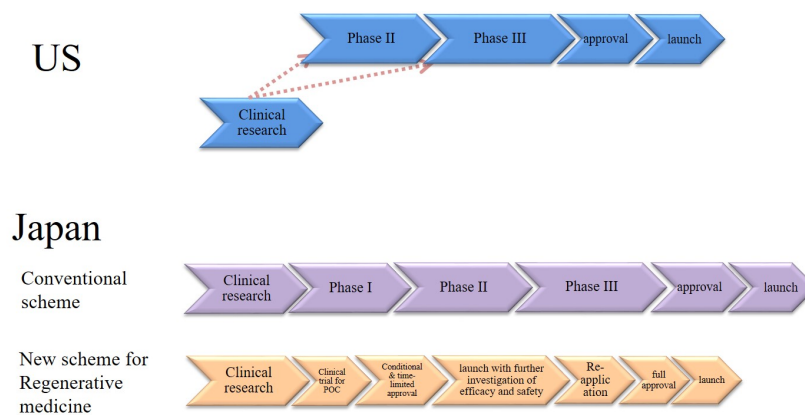 US
Phase II
Phase III
approval
launch
Clinical
research
Japan
Conventional
scheme
Clinical
research
Phase I
Phase II
Phase III
approval
launch
New scheme for
Regenerative
medicine
Clinical
research
Clinical
trial for
POC
Conditional
& time-
limited
approval
launch with further
investigation of
efficacy and safety
Re-
applic
ation
full
approval
launch